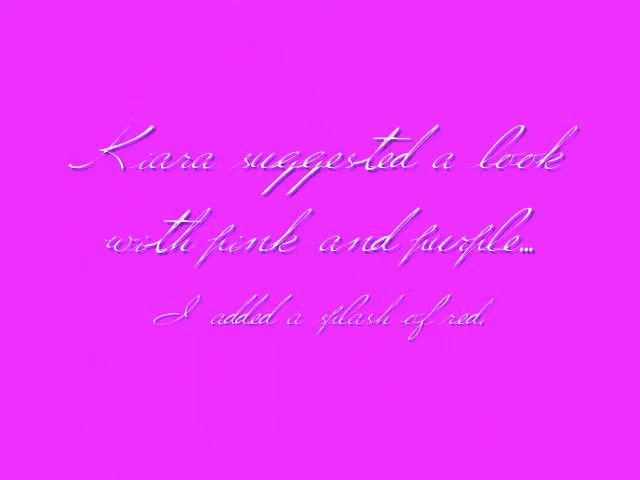 Kiara suggested a look
with pink and purple...
I added a splash of red.